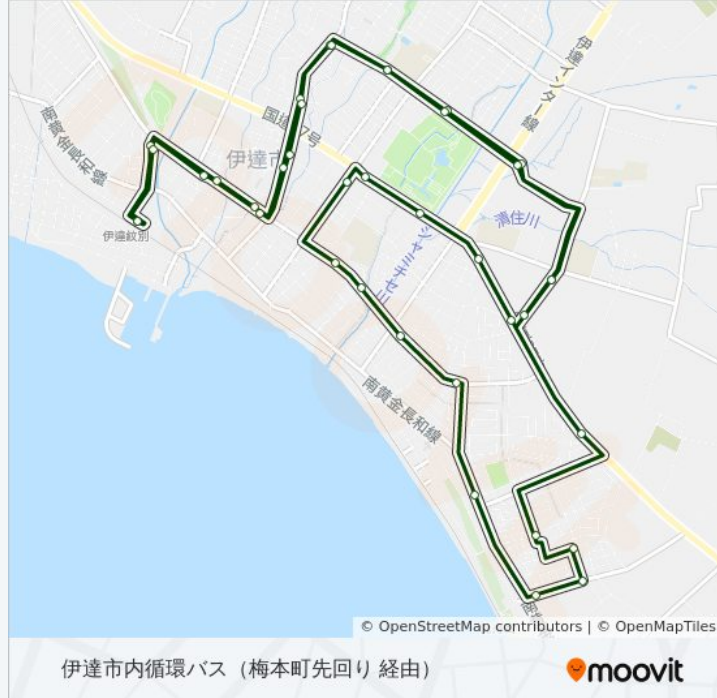 伊達インター線
南黄金長和線
国道37号
伊達市
清住川
シャミチセ川
伊達紋別
南黄金長和線
© OpenStreetMap contributors | © OpenMapTiles
伊達市内循環バス（梅本町先回り 経由）
moovit